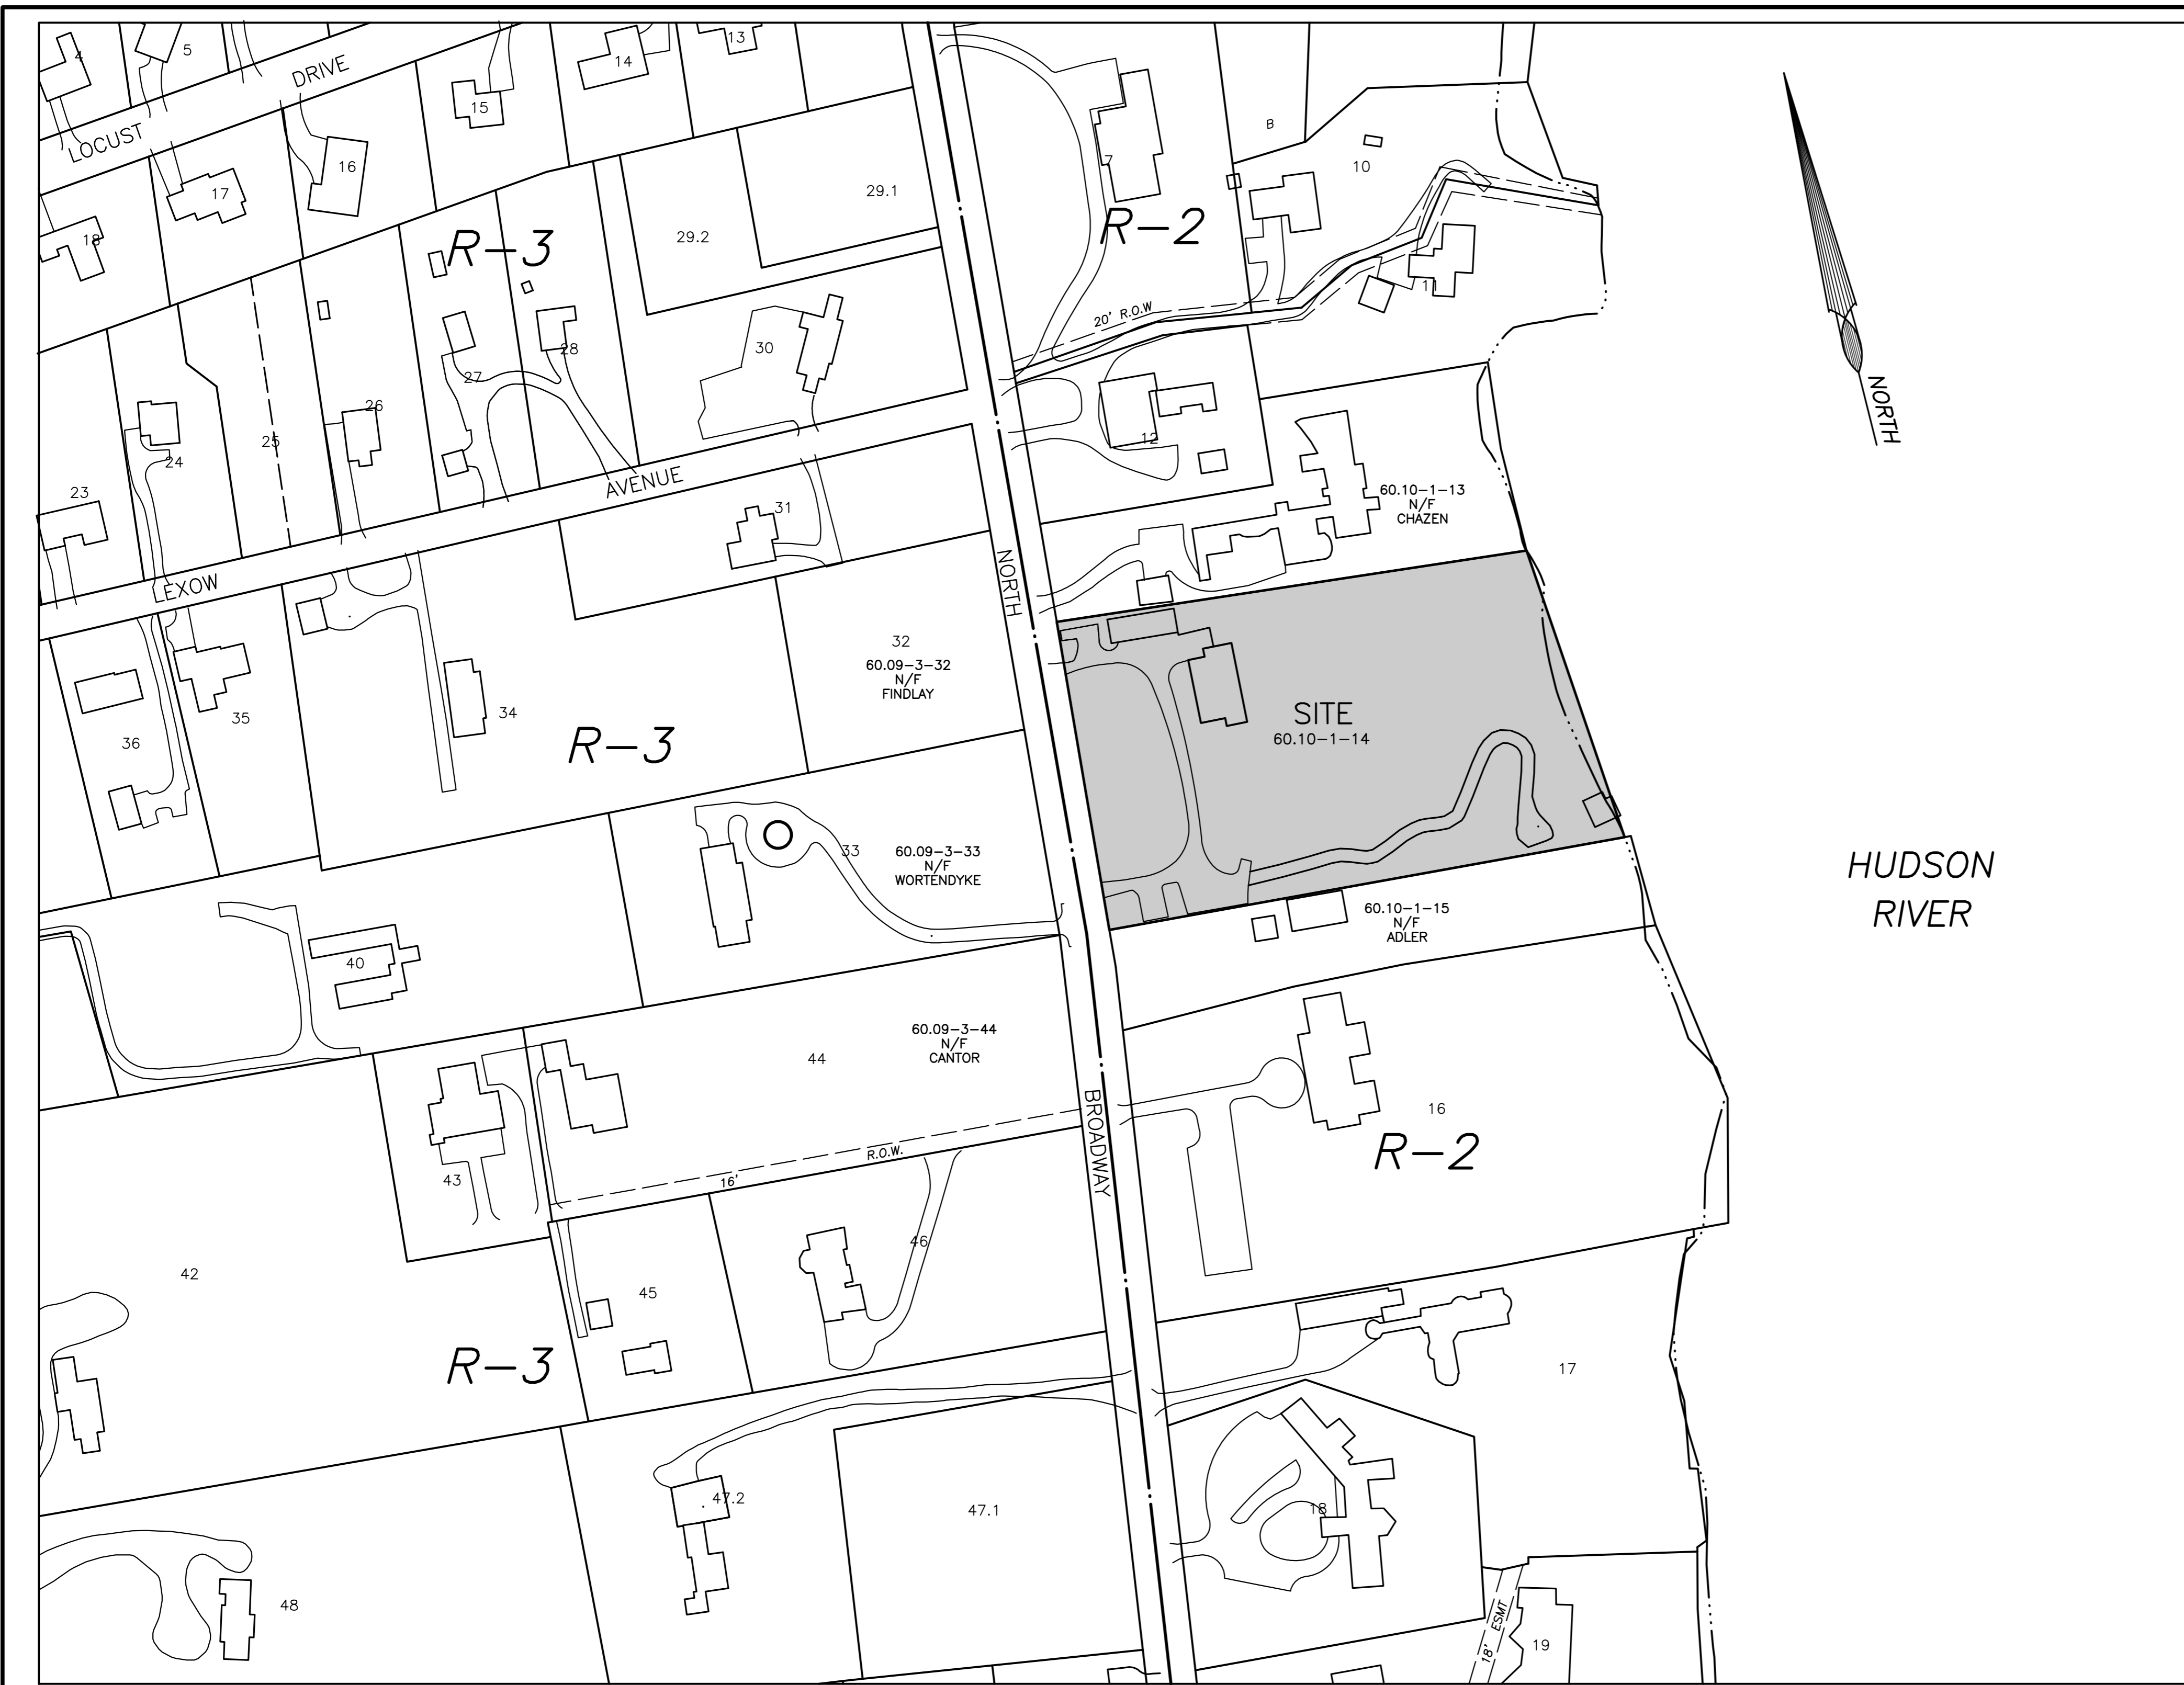 4
5
DRIVE
LOCUST
13
14
15
16
17
18
R-3
29.1
29.2
7
R-2
B
10
11
20' R.O.W
NORTH
23
24
25
26
27
28
30
AVENUE
31
12
60.10-1-13
N/F
CHAZEN
LEXOW
NORTH
32
60.09-3-32
N/F
FINDLAY
34
35
36
R-3
SITE
60.10-1-14
33
60.09-3-33
N/F
WORTENDYKE
HUDSON
RIVER
60.10-1-15
N/F
ADLER
40
60.09-3-44
N/F
CANTOR
44
BROADWAY
16
R-2
R.O.W.
16'
43
42
45
46
R-3
17
47.2
47.1
18
48
18' ESMT
19